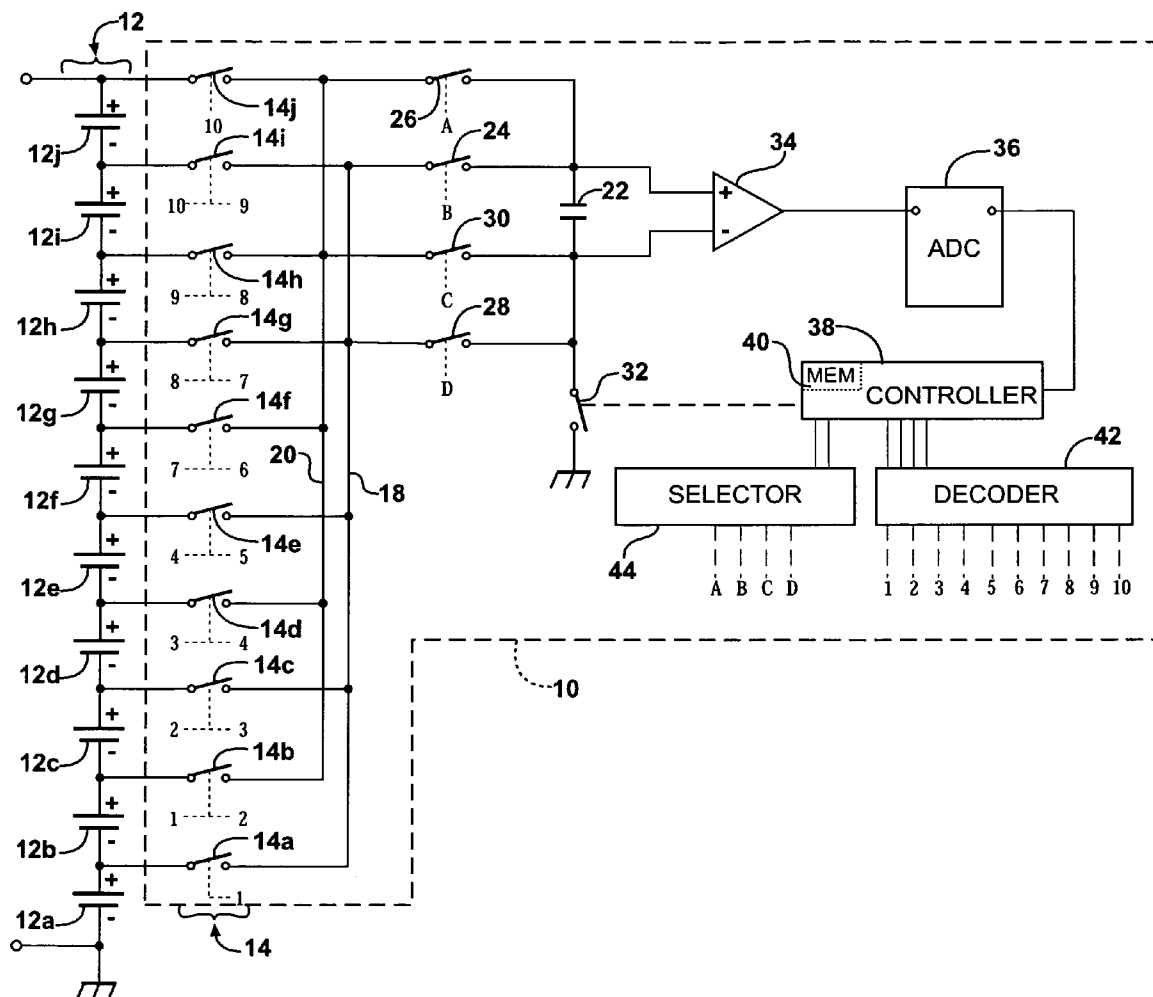 12
14j
10
26
A
24
34
36
12j
+
-
14i
10 9
B
22
+
-
ADC
12i
+
-
14h
9 8
30
C
12h
+
-
14g
8 7
28
D
32
38
40
MEM
CONTROLLER
12g
+
-
14f
7 6
20
18
42
SELECTOR
DECODER
12f
+
-
14e
4 5
44
A B C D
1 2 3 4 5 6 7 8 9 10
12e
+
-
14d
3 4
12d
+
-
14c
2 3
10
12c
+
-
14b
1 2
12b
+
-
14a
1
12a
+
-
14